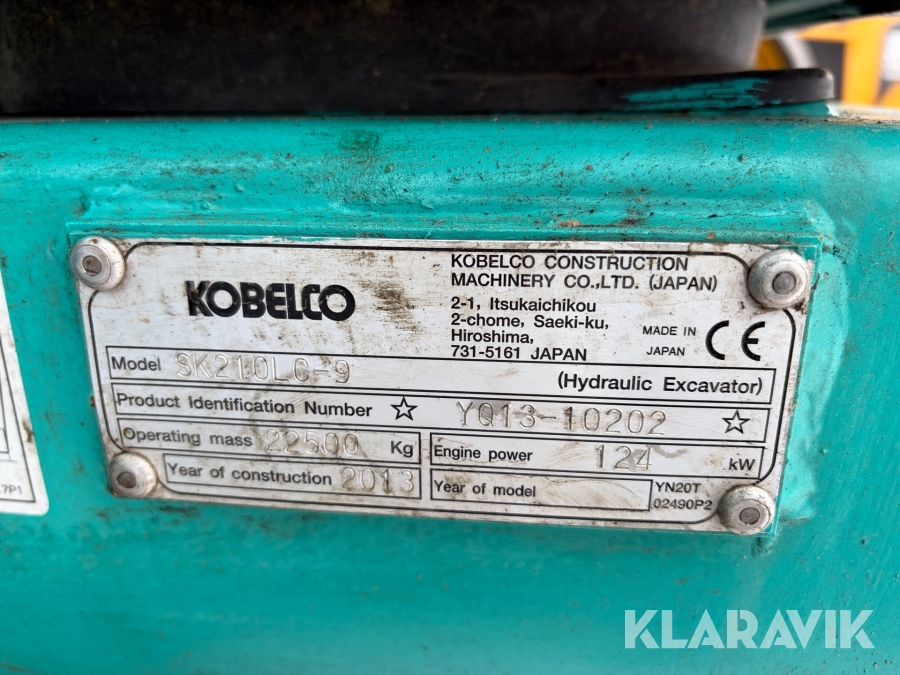 KOBELCO
KOBELCO CONSTRUCTION
MACHINERY CO.,LTD. (JAPAN)
2-1, Itsukaichikou
2-chome, Saeki-ku,
Hiroshima,
731-5161 JAPAN
MADE IN
JAPAN
CE
Model SK210LC-9 (Hydraulic Excavator)
Product Identification Number ☆ YQ13-10202 ☆
Operating mass 22500 Kg
Engine power 124 kW
Year of construction 2013
Year of model
YN20T
02490P2
7P1
KLARAVIK